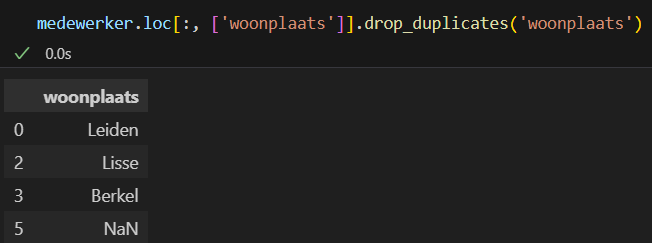 medewerker.loc[:, ['woonplaats']].drop_duplicates('woonplaats')
✓ 0.0s
woonplaats
0 Leiden
2 Lisse
3 Berkel
5 NaN